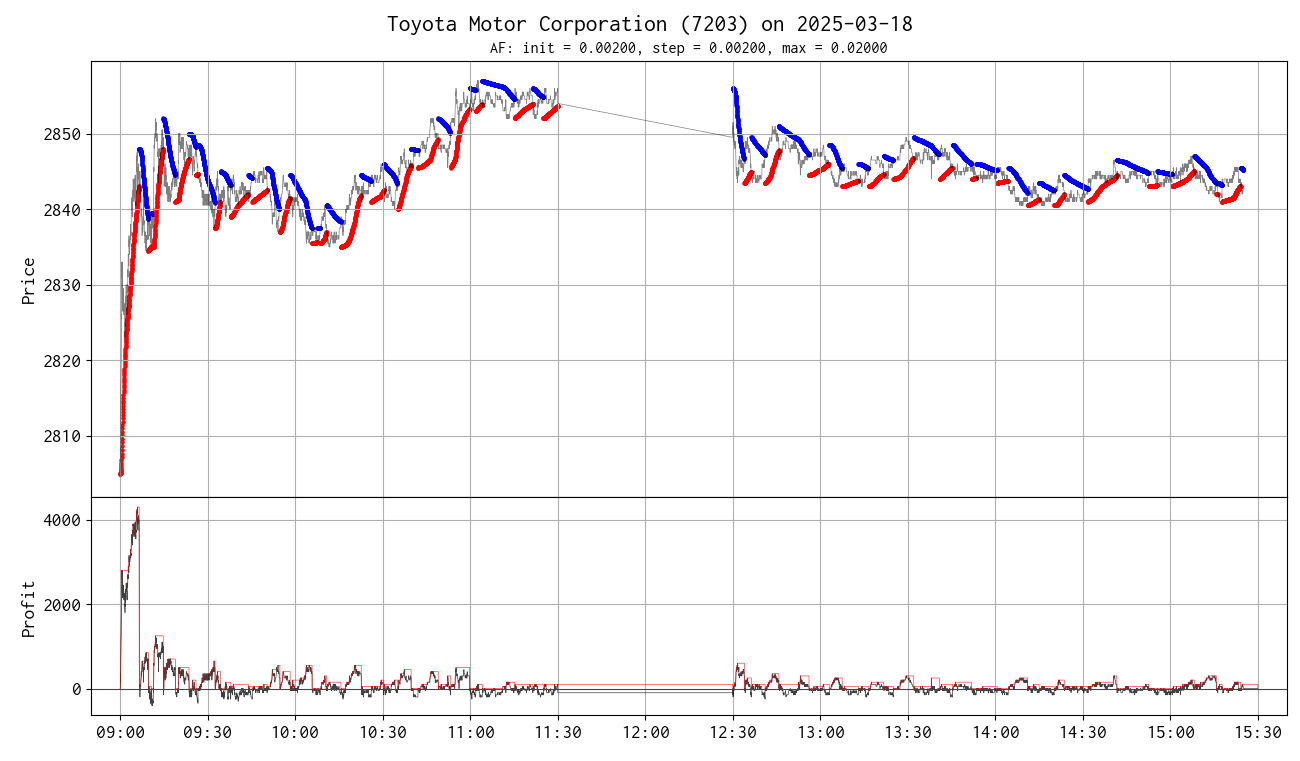 Toyota Motor Corporation (7203) on 2025-03-18
AF: init = 0.00200, step = 0.00200, max = 0.02000
Price
2850
2840
2830
2820
2810
Profit
4000
2000
0
09:00 09:30 10:00 10:30 11:00 11:30 12:00 12:30 13:00 13:30 14:00 14:30 15:00 15:30